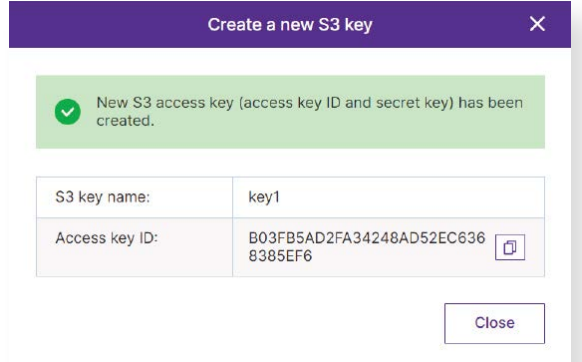 Create a new S3 key
New S3 access key (access key ID and secret key) has been
created.
S3 key name:
key1
Access key ID:
B03FB5AD2FA34248AD52EC636
8385EF6
Close